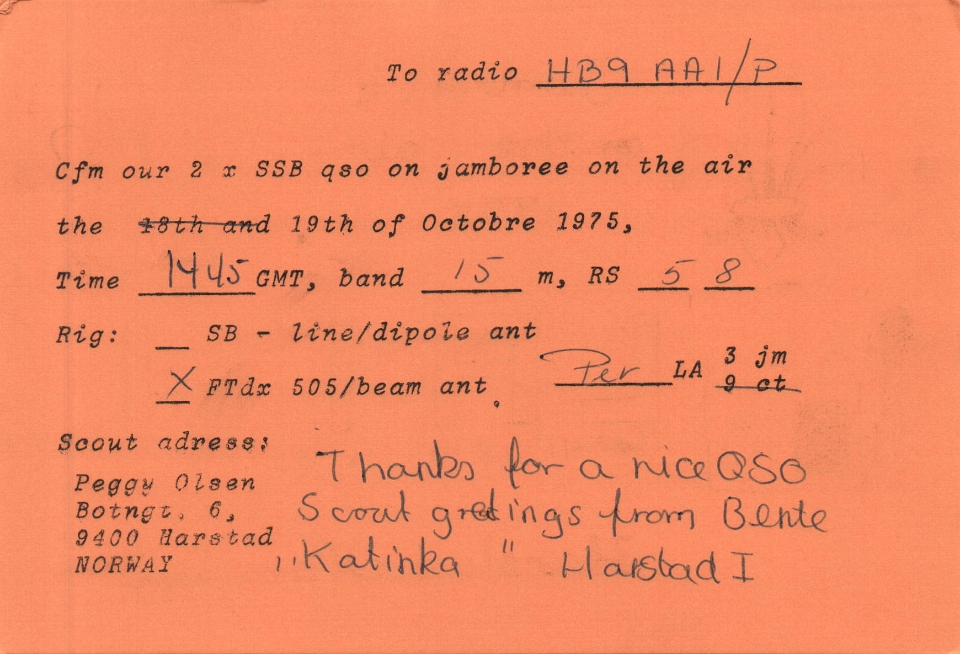 To radio HB9 AAI/P
Cfm our 2 x SSB qso on jamboree on the air
the 18th and 19th of Octobre 1975,
Time 1445 GMT, band 15 m, RS 5 8
Rig: __ SB - line/dipole ant
X FTdx 505/beam ant. Per LA 3 jm
9 ct
Scout adress:
Peggy Olsen
Botngt. 6,
9400 Harstad
NORWAY
Thanks for a nice QSO
Scout gretings from Bente
"Katinka" Harstad I